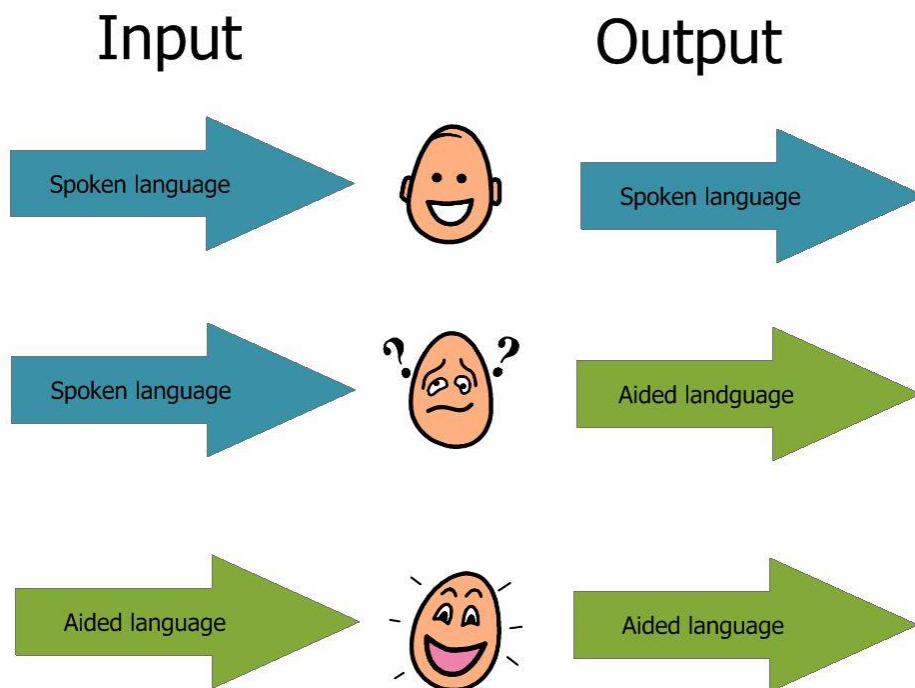 Input Output
Spoken language Spoken language
? ?
Spoken language Aided landguage
Aided language Aided language